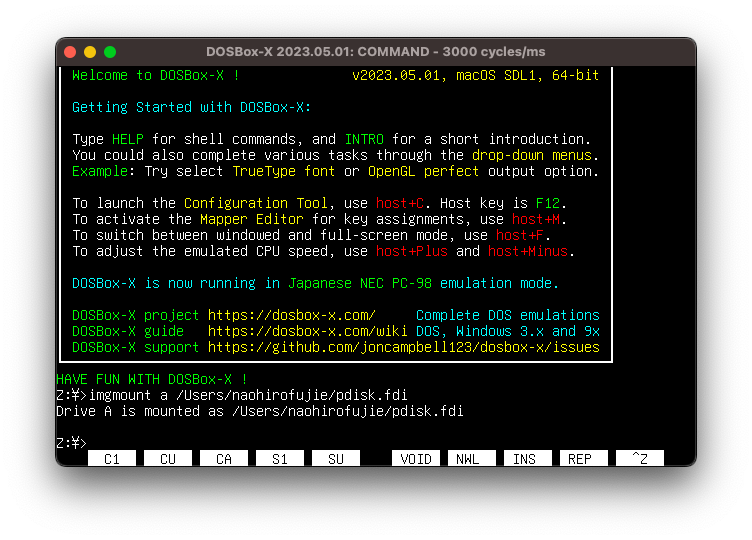 DOSBox-X 2023.05.01: COMMAND - 3000 cycles/ms
Welcome to DOSBox-X ! v2023.05.01, macOS SDL1, 64-bit
Getting Started with DOSBox-X:
Type HELP for shell commands, and INTRO for a short introduction.
You could also complete various tasks through the drop-down menus.
Example: Try select TrueType font or OpenGL perfect output option.
To launch the Configuration Tool, use host+C. Host key is F12.
To activate the Mapper Editor for key assignments, use host+M.
To switch between windowed and full-screen mode, use host+F.
To adjust the emulated CPU speed, use host+Plus and host+Minus.
DOSBox-X is now running in Japanese NEC PC-98 emulation mode.
DOSBox-X project https://dosbox-x.com/ Complete DOS emulations
DOSBox-X guide https://dosbox-x.com/wiki DOS, Windows 3.x and 9x
DOSBox-X support https://github.com/joncampbell123/dosbox-x/issues
HAVE FUN WITH DOSBox-X !
Z:¥>imgmount a /Users/naohirofujie/pdisk.fdi
Drive A is mounted as /Users/naohirofujie/pdisk.fdi
Z:¥>
C1 CU CA S1 SU VOID NWL INS REP ^Z